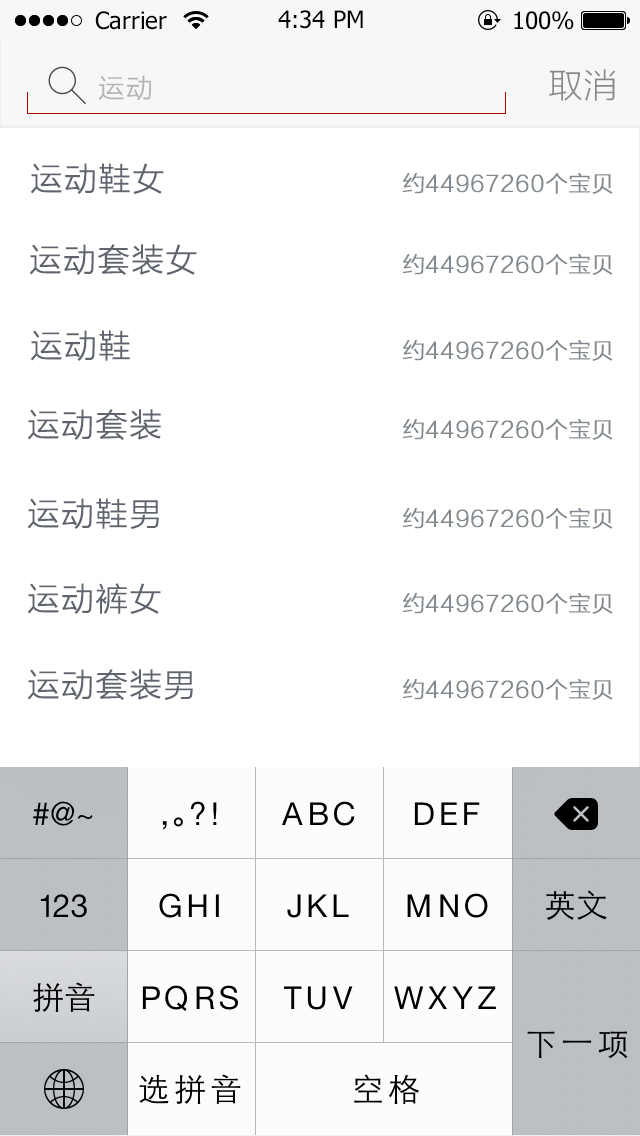 Carrier 4:34 PM 100%
运动 取消
运动鞋女 约44967260个宝贝
运动套装女 约44967260个宝贝
运动鞋 约44967260个宝贝
运动套装 约44967260个宝贝
运动鞋男 约44967260个宝贝
运动裤女 约44967260个宝贝
运动套装男 约44967260个宝贝
#@~ ,。?! ABC DEF
123 GHI JKL MNO 英文
拼音 PQRS TUV WXYZ
下一项
选拼音 空格